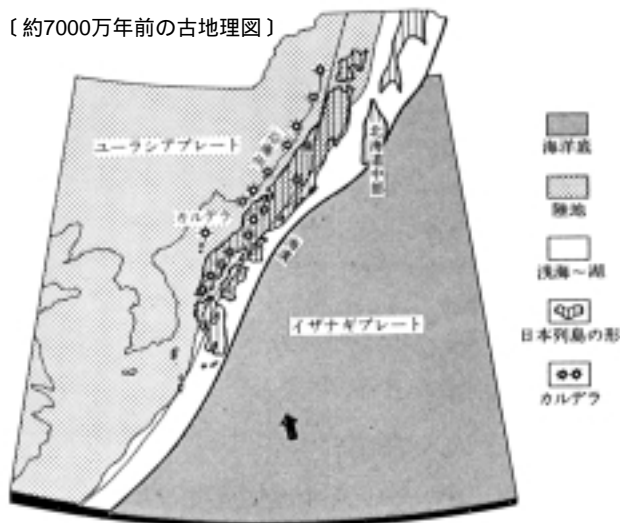 〔約7000万年前の古地理図〕
ユーラシアプレート
カルデラ
北海道中部
海溝
イザナギプレート
海洋底
陸地
浅海～湖
日本列島の形
カルデラ